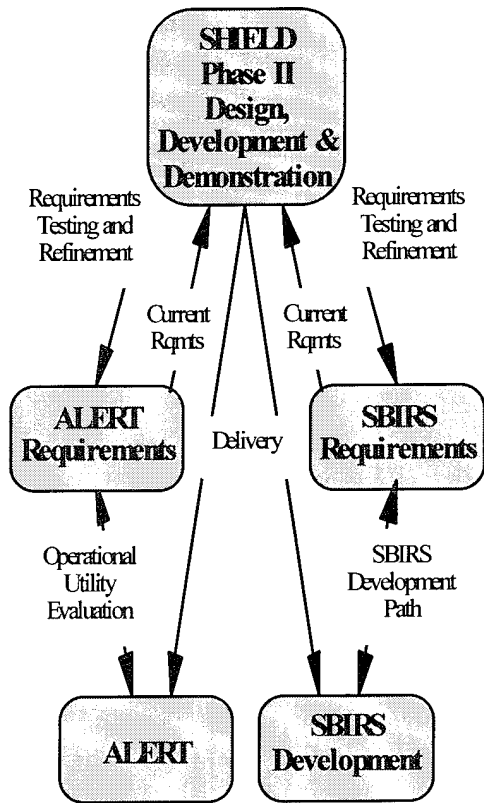 SHIELD
Phase II
Design,
Development &
Demonstration
Requirements
Testing and
Refinement
Requirements
Testing and
Refinement
Current
Rqmts
Current
Rqmts
ALERT
Requirements
Delivery
SBIRS
Requirements
Operational
Utility
Evaluation
SBIRS
Development
Path
ALERT
SBIRS
Development